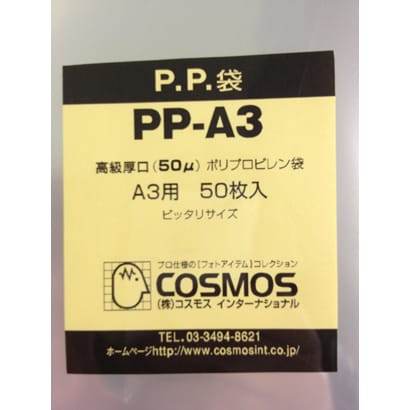 P.P.袋
PP-A3
高級厚口(50μ)ポリプロピレン袋
A3用 50枚入
ピッタリサイズ
プロ仕様の[フォトアイテム]コレクション
COSMOS
(株)コスモス インターナショナル
TEL.03-3494-8621
ホームページhttp://www.cosmosint.co.jp/